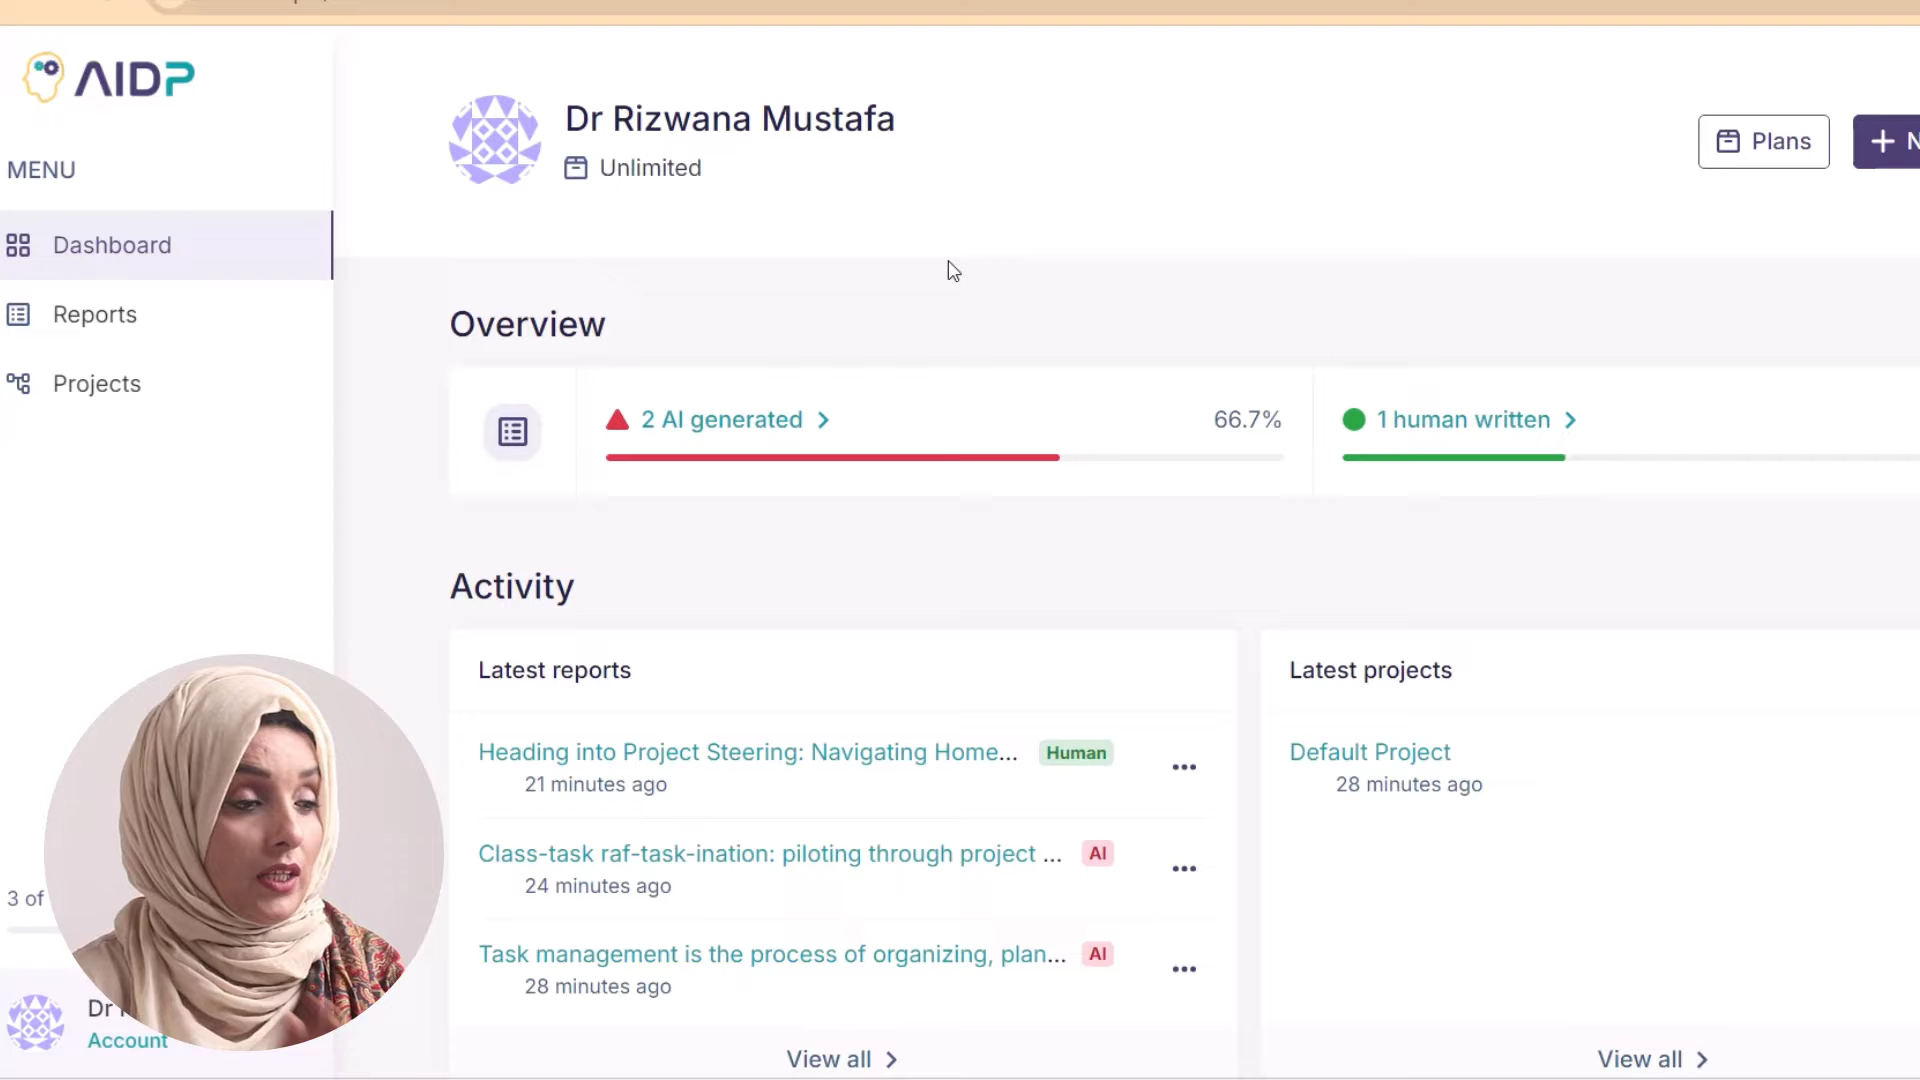 AIDP
MENU
Dashboard
Reports
Projects
3 of
Dr
Account
Dr Rizwana Mustafa
Unlimited
Plans
+ N
Overview
2 AI generated
66.7%
1 human written
Activity
Latest reports
Heading into Project Steering: Navigating Home...
Human
21 minutes ago
Class-task raf-task-ination: piloting through project ...
AI
24 minutes ago
Task management is the process of organizing, plan...
AI
28 minutes ago
View all
Latest projects
Default Project
28 minutes ago
View all